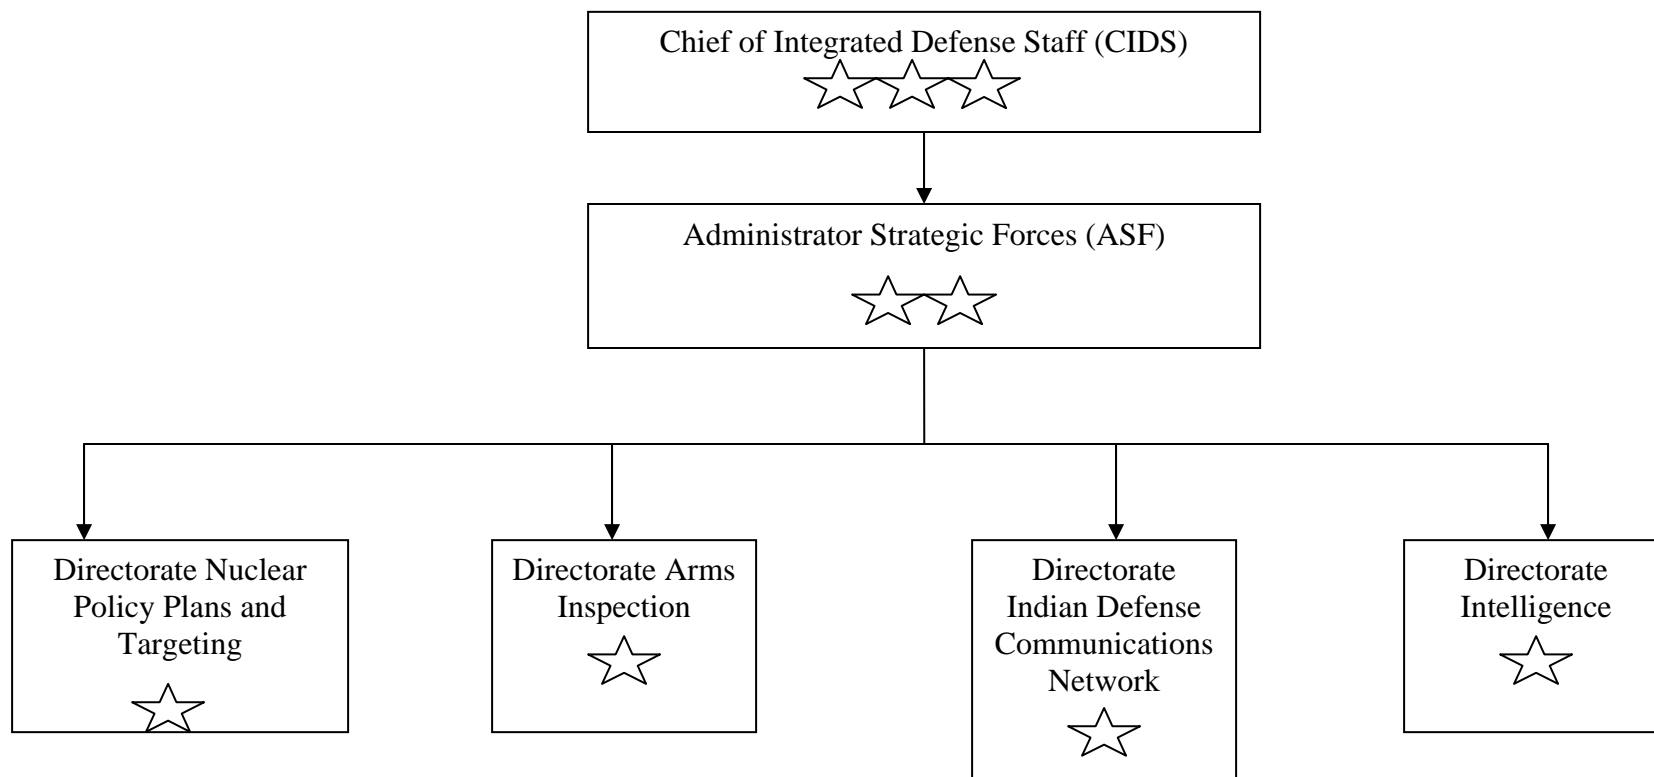 Chief of Integrated Defense Staff (CIDS)
Administrator Strategic Forces (ASF)
Directorate Nuclear
Policy Plans and
Targeting
Directorate Arms
Inspection
Directorate
Indian Defense
Communications
Network
Directorate
Intelligence